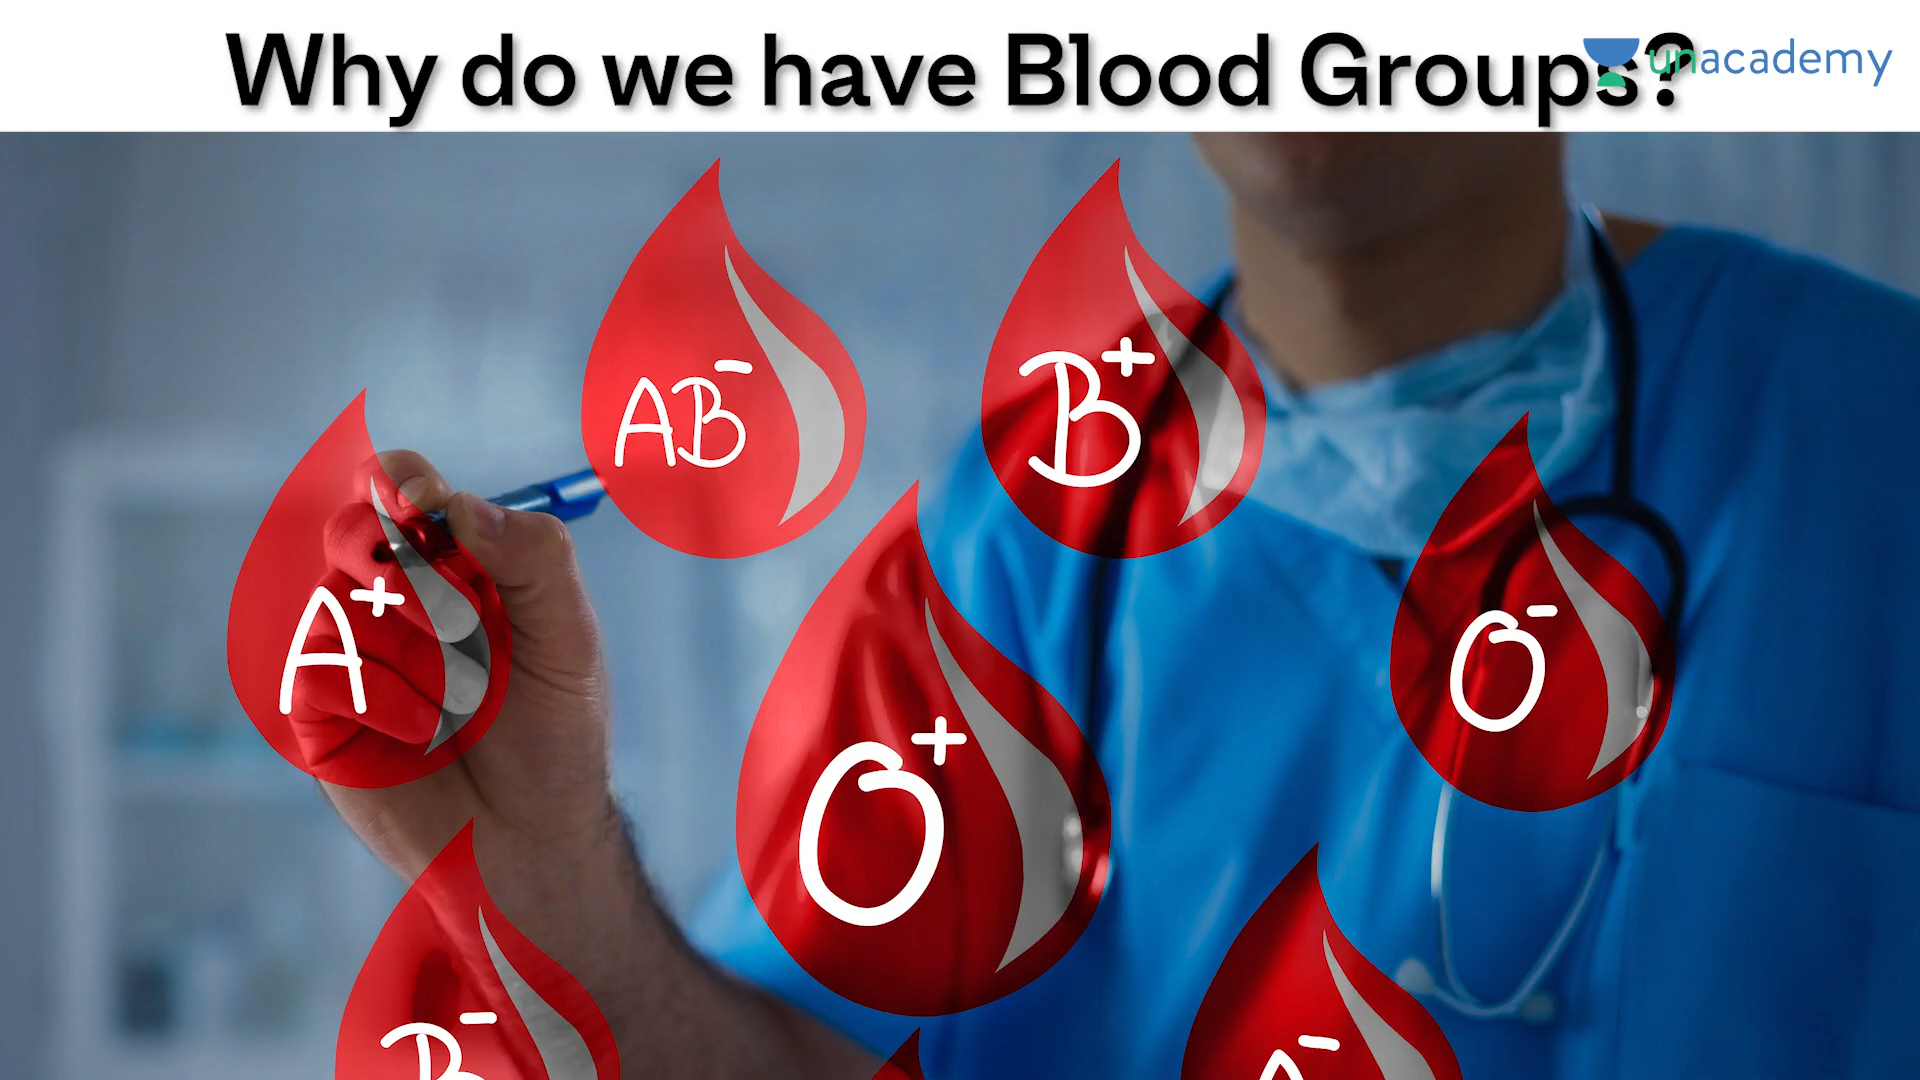 Why do we have Blood Groups?
unacademy
AB-
B+
A+
O-
O+
B-
A-